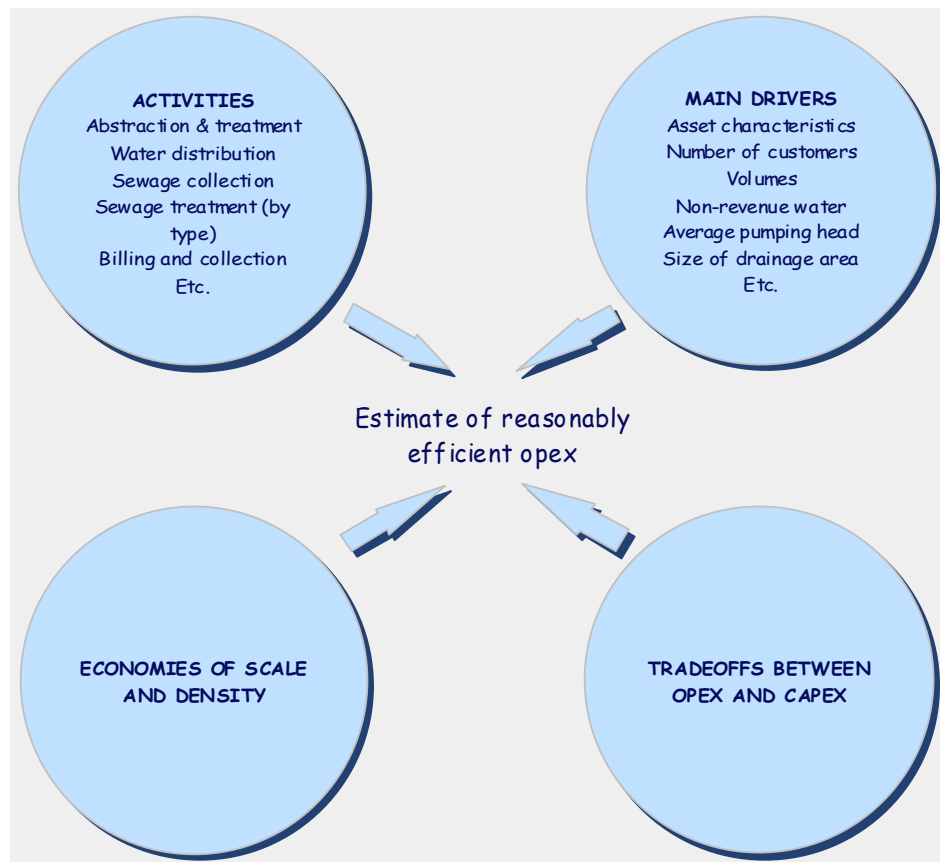 ACTIVITIES
Abstraction & treatment
Water distribution
Sewage collection
Sewage treatment (by
type)
Billing and collection
Etc.
MAIN DRIVERS
Asset characteristics
Number of customers
Volumes
Non-revenue water
Average pumping head
Size of drainage area
Etc.
Estimate of reasonably
efficient opex
ECONOMIES OF SCALE
AND DENSITY
TRADEOFFS BETWEEN
OPEX AND CAPEX